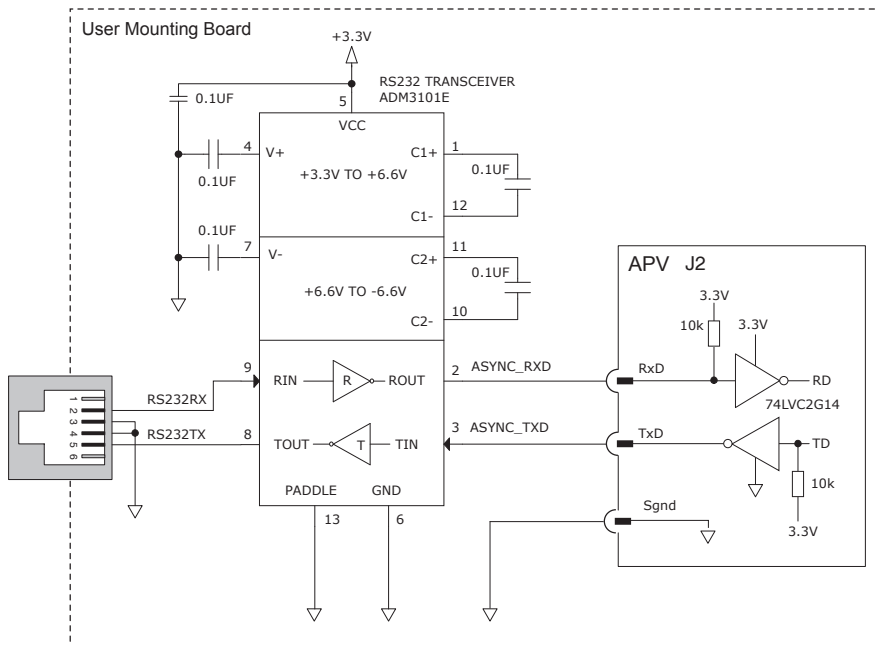 User Mounting Board
+3.3V
RS232 TRANSCEIVER
ADM3101E
0.1UF
5
VCC
4
V+
C1+
1
0.1UF
+3.3V TO +6.6V
0.1UF
C1-
12
0.1UF
7
V-
C2+
11
0.1UF
+6.6V TO -6.6V
C2-
10
APV J2
3.3V
10k
3.3V
9
RIN
R
ROUT
2
ASYNC_RXD
RxD
RD
74LVC2G14
1
2
3
4
5
6
RS232RX
RS232TX
8
TOUT
T
TIN
3
ASYNC_TXD
TxD
TD
10k
3.3V
PADDLE
GND
13
6
Sgnd